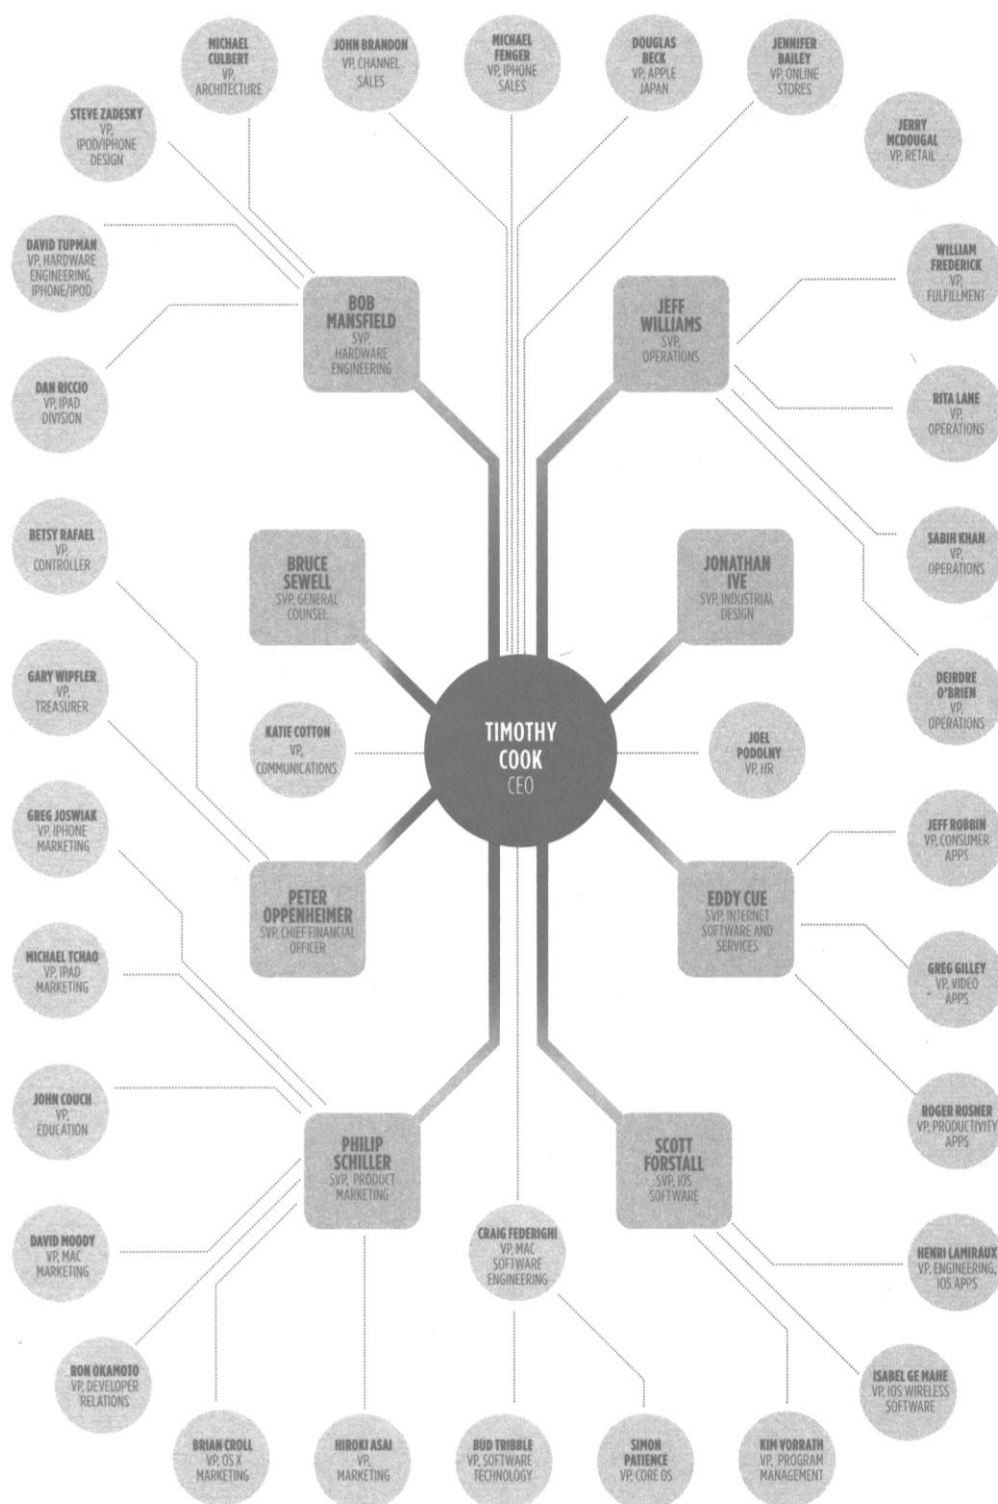 MICHAEL
CULBERT
VP,
ARCHITECTURE
JOHN BRANDON
VP, CHANNEL
SALES
MICHAEL
FENGER
VP, IPHONE
SALES
DOUGLAS
BECK
VP, APPLE
JAPAN
JENNIFER
BAILEY
VP, ONLINE
STORES
STEVE ZADESKY
VP,
IPOD/IPHONE
DESIGN
JERRY
MCDOUGAL
VP, RETAIL
DAVID TUPMAN
VP, HARDWARE
ENGINEERING,
IPHONE/IPOD
BOB
MANSFIELD
SVP,
HARDWARE
ENGINEERING
JEFF
WILLIAMS
SVP,
OPERATIONS
WILLIAM
FREDERICK
VP,
FULFILLMENT
DAN RICCIO
VP, IPAD
DIVISION
RITA LANE
VP,
OPERATIONS
BETSY RAFAEL
VP,
CONTROLLER
BRUCE
SEWELL
SVP, GENERAL
COUNSEL
JONATHAN
IVE
SVP, INDUSTRIAL
DESIGN
SABIH KHAN
VP,
OPERATIONS
GARY WIPFLER
VP,
TREASURER
KATIE COTTON
VP,
COMMUNICATIONS
TIMOTHY
COOK
CEO
JOEL
PODOLNY
VP, HR
DEIRDRE
O'BRIEN
VP,
OPERATIONS
GREG JOSWIAK
VP, IPHONE
MARKETING
PETER
OPPENHEIMER
SVP, CHIEF FINANCIAL
OFFICER
EDDY CUE
SVP, INTERNET
SOFTWARE AND
SERVICES
JEFF ROBBIN
VP, CONSUMER
APPS
MICHAEL TCHAO
VP, IPAD
MARKETING
GREG GILLEY
VP, VIDEO
APPS
JOHN COUCH
VP,
EDUCATION
PHILIP
SCHILLER
SVP, PRODUCT
MARKETING
SCOTT
FORSTALL
SVP, IOS
SOFTWARE
ROGER ROSNER
VP, PRODUCTIVITY
APPS
DAVID MOODY
VP, MAC
MARKETING
CRAIG FEDERIGHI
VP, MAC
SOFTWARE
ENGINEERING
HENRI LAMIRAUX
VP, ENGINEERING,
IOS APPS
RON OKAMOTO
VP, DEVELOPER
RELATIONS
ISABEL GE MAHE
VP, IOS WIRELESS
SOFTWARE
BRIAN CROLL
VP, OS X
MARKETING
HIROKI ASAI
VP,
MARKETING
BUD TRIBBLE
VP, SOFTWARE
TECHNOLOGY
SIMON
PATIENCE
VP, CORE OS
KIM VORRATH
VP, PROGRAM
MANAGEMENT